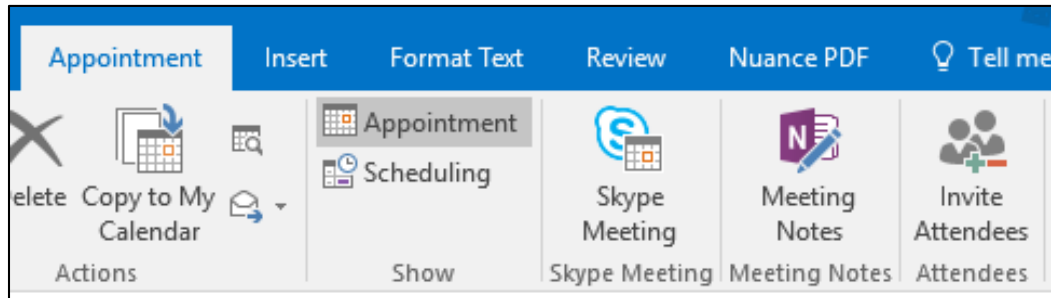 Appointment Insert Format Text Review Nuance PDF Tell me
elete Copy to My Calendar
Appointment
Scheduling
Skype Meeting
N
Meeting Notes
Invite Attendees
Actions Show Skype Meeting Meeting Notes Attendees